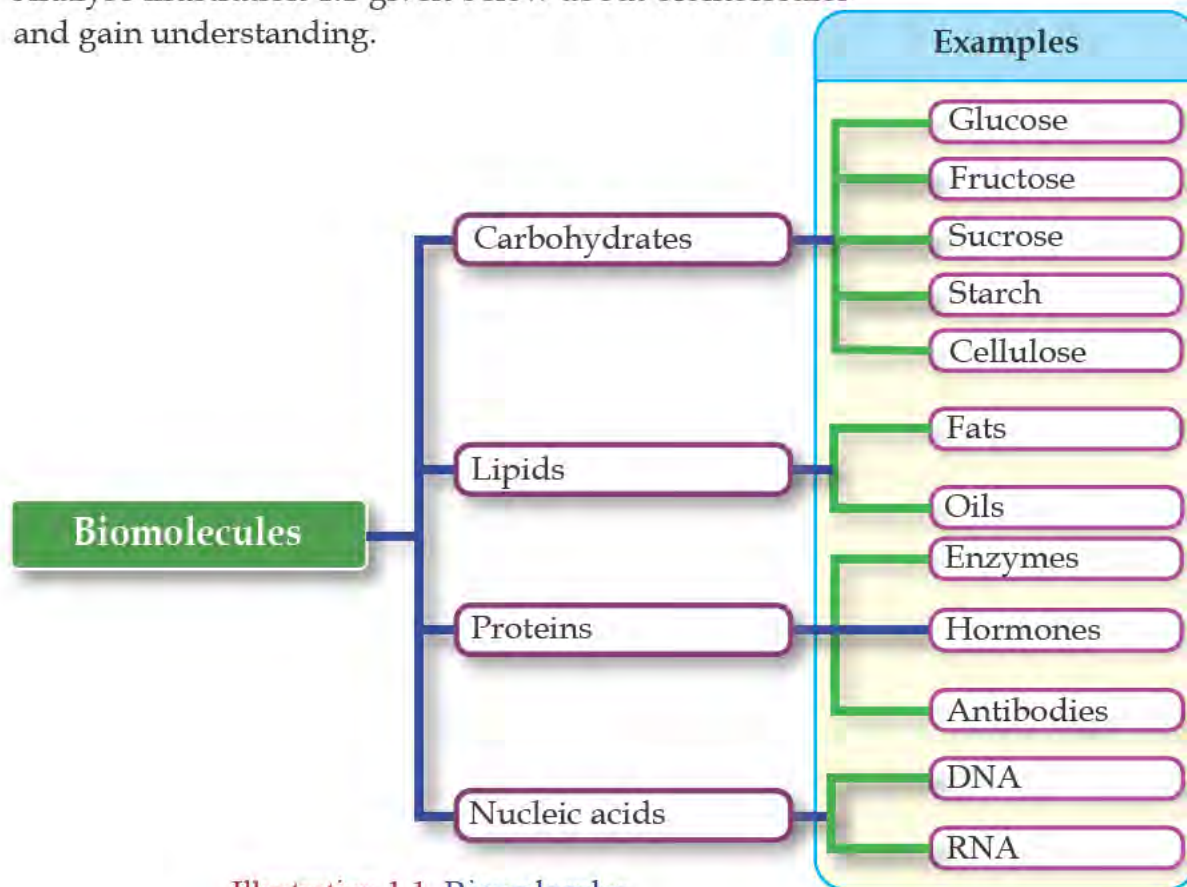 and gain understanding.
Examples
Biomolecules
Carbohydrates
Glucose
Fructose
Sucrose
Starch
Cellulose
Lipids
Fats
Oils
Proteins
Enzymes
Hormones
Antibodies
Nucleic acids
DNA
RNA